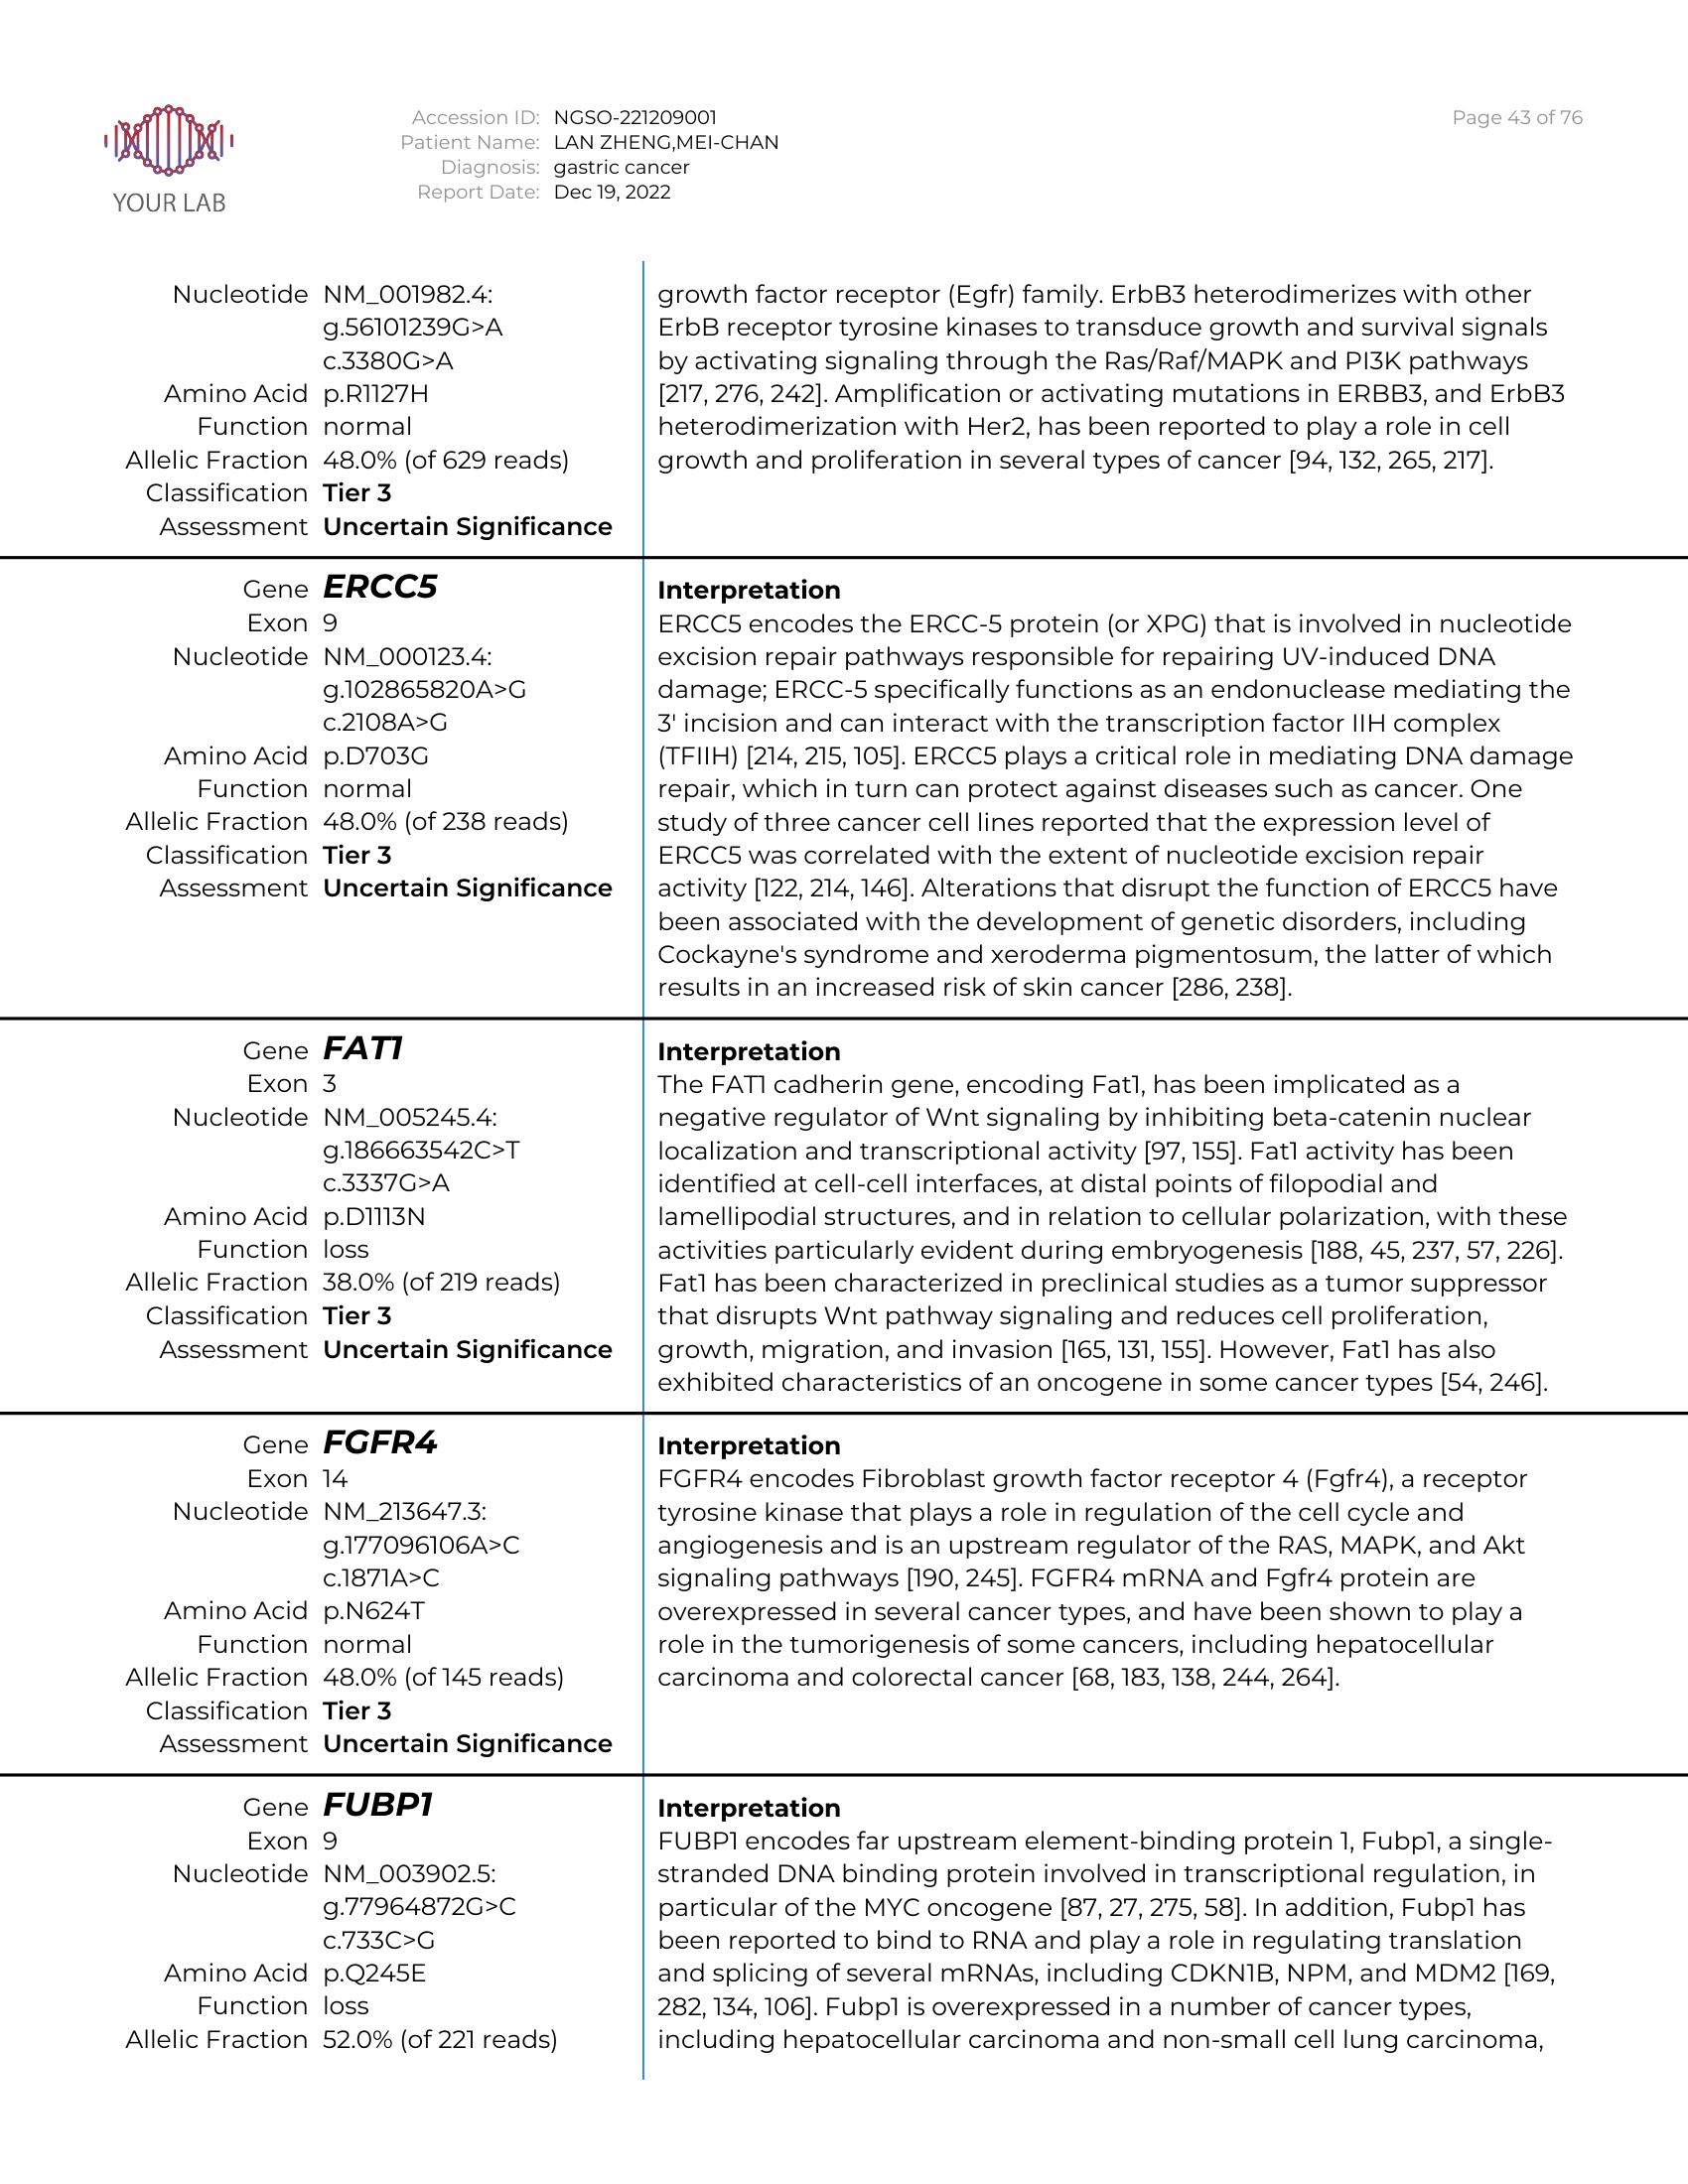 YOUR LAB
Accession ID: NGSO-221209001
Patient Name: LAN ZHENG,MEI-CHAN
Diagnosis: gastric cancer
Report Date: Dec 19, 2022
Page 43 of 76
Nucleotide NM_001982.4:
g.56101239G>A
c.3380G>A
Amino Acid p.R1127H
Function normal
Allelic Fraction 48.0% (of 629 reads)
Classification Tier 3
Assessment Uncertain Significance
growth factor receptor (Egfr) family. ErbB3 heterodimerizes with other
ErbB receptor tyrosine kinases to transduce growth and survival signals
by activating signaling through the Ras/Raf/MAPK and PI3K pathways
[217, 276, 242]. Amplification or activating mutations in ERBB3, and ErbB3
heterodimerization with Her2, has been reported to play a role in cell
growth and proliferation in several types of cancer [94, 132, 265, 217].
Gene ERCC5
Exon 9
Nucleotide NM_000123.4:
g.102865820A>G
c.2108A>G
Amino Acid p.D703G
Function normal
Allelic Fraction 48.0% (of 238 reads)
Classification Tier 3
Assessment Uncertain Significance
Interpretation
ERCC5 encodes the ERCC-5 protein (or XPG) that is involved in nucleotide
excision repair pathways responsible for repairing UV-induced DNA
damage; ERCC-5 specifically functions as an endonuclease mediating the
3' incision and can interact with the transcription factor IIH complex
(TFIIH) [214, 215, 105]. ERCC5 plays a critical role in mediating DNA damage
repair, which in turn can protect against diseases such as cancer. One
study of three cancer cell lines reported that the expression level of
ERCC5 was correlated with the extent of nucleotide excision repair
activity [122, 214, 146]. Alterations that disrupt the function of ERCC5 have
been associated with the development of genetic disorders, including
Cockayne's syndrome and xeroderma pigmentosum, the latter of which
results in an increased risk of skin cancer [286, 238].
Gene FAT1
Exon 3
Nucleotide NM_005245.4:
g.186663542C>T
c.3337G>A
Amino Acid p.D1113N
Function loss
Allelic Fraction 38.0% (of 219 reads)
Classification Tier 3
Assessment Uncertain Significance
Interpretation
The FAT1 cadherin gene, encoding Fat1, has been implicated as a
negative regulator of Wnt signaling by inhibiting beta-catenin nuclear
localization and transcriptional activity [97, 155]. Fat1 activity has been
identified at cell-cell interfaces, at distal points of filopodial and
lamellipodial structures, and in relation to cellular polarization, with these
activities particularly evident during embryogenesis [188, 45, 237, 57, 226].
Fat1 has been characterized in preclinical studies as a tumor suppressor
that disrupts Wnt pathway signaling and reduces cell proliferation,
growth, migration, and invasion [165, 131, 155]. However, Fat1 has also
exhibited characteristics of an oncogene in some cancer types [54, 246].
Gene FGFR4
Exon 14
Nucleotide NM_213647.3:
g.177096106A>C
c.1871A>C
Amino Acid p.N624T
Function normal
Allelic Fraction 48.0% (of 145 reads)
Classification Tier 3
Assessment Uncertain Significance
Interpretation
FGFR4 encodes Fibroblast growth factor receptor 4 (Fgfr4), a receptor
tyrosine kinase that plays a role in regulation of the cell cycle and
angiogenesis and is an upstream regulator of the RAS, MAPK, and Akt
signaling pathways [190, 245]. FGFR4 mRNA and Fgfr4 protein are
overexpressed in several cancer types, and have been shown to play a
role in the tumorigenesis of some cancers, including hepatocellular
carcinoma and colorectal cancer [68, 183, 138, 244, 264].
Gene FUBP1
Exon 9
Nucleotide NM_003902.5:
g.77964872G>C
c.733C>G
Amino Acid p.Q245E
Function loss
Allelic Fraction 52.0% (of 221 reads)
Interpretation
FUBP1 encodes far upstream element-binding protein 1, Fubp1, a single-
stranded DNA binding protein involved in transcriptional regulation, in
particular of the MYC oncogene [87, 27, 275, 58]. In addition, Fubp1 has
been reported to bind to RNA and play a role in regulating translation
and splicing of several mRNAs, including CDKN1B, NPM, and MDM2 [169,
282, 134, 106]. Fubp1 is overexpressed in a number of cancer types,
including hepatocellular carcinoma and non-small cell lung carcinoma,